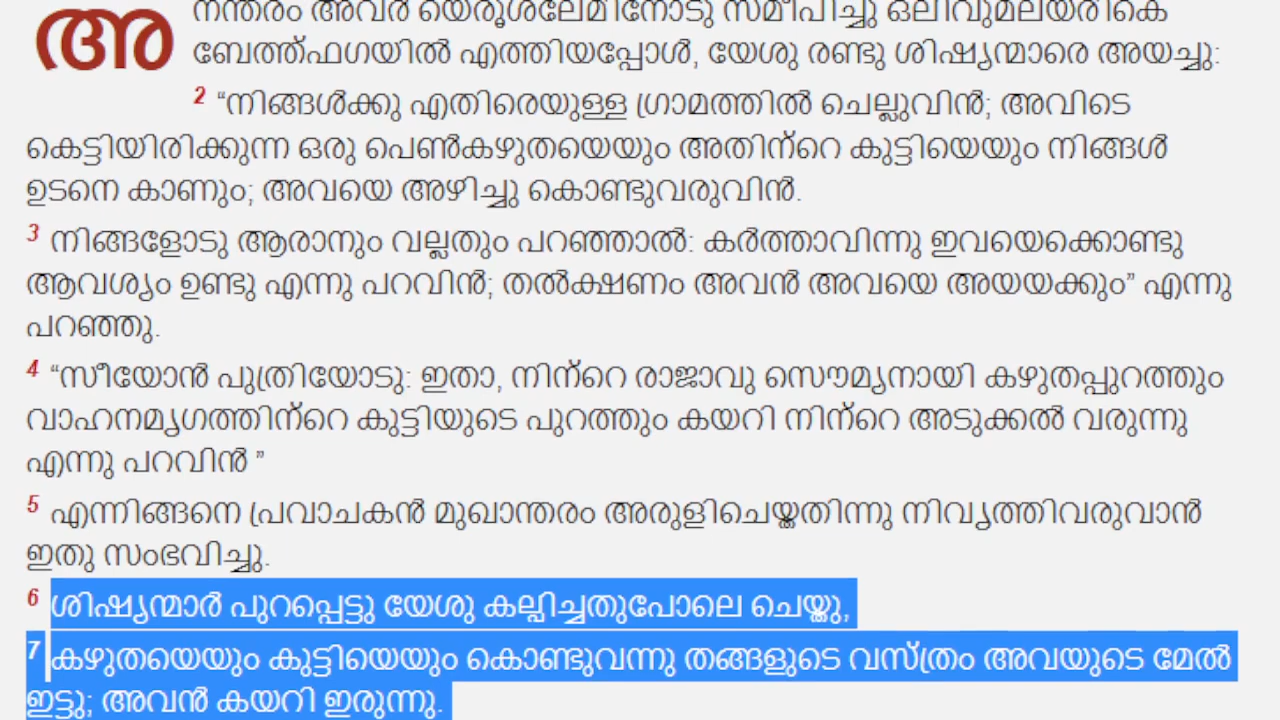 അനന്തരം അവർ യെരൂശലേമിനോടു സമീപിച്ചു ഒലിവുമലയരികെ
ബേത്ത്ഫഗയിൽ എത്തിയപ്പോൾ, യേശു രണ്ടു ശിഷ്യന്മാരെ അയച്ചു:
2 “നിങ്ങൾക്കു എതിരെയുള്ള ഗ്രാമത്തിൽ ചെല്ലുവിൻ; അവിടെ
കെട്ടിയിരിക്കുന്ന ഒരു പെൺകഴുതയെയും അതിന്റെ കുട്ടിയെയും നിങ്ങൾ
ഉടനെ കാണും; അവയെ അഴിച്ചു കൊണ്ടുവരുവിൻ.
3 നിങ്ങളോടു ആരാനും വല്ലതും പറഞ്ഞാൽ: കർത്താവിന്നു ഇവയെക്കൊണ്ടു
ആവശ്യം ഉണ്ടു എന്നു പറവിൻ; തൽക്ഷണം അവൻ അവയെ അയയക്കും” എന്നു
പറഞ്ഞു.
4 “സീയോൻ പുത്രിയോടു: ഇതാ, നിന്റെ രാജാവു സൌമ്യനായി കഴുതപ്പുറത്തും
വാഹനമൃഗത്തിന്റെ കുട്ടിയുടെ പുറത്തും കയറി നിന്റെ അടുക്കൽ വരുന്നു
എന്നു പറവിൻ ”
5 എന്നിങ്ങനെ പ്രവാചകൻ മുഖാന്തരം അരുളിചെയ്തതിന്നു നിവൃത്തിവരുവാൻ
ഇതു സംഭവിച്ചു.
6 ശിഷ്യന്മാർ പുറപ്പെട്ടു യേശു കല്പിച്ചതുപോലെ ചെയ്തു,
7 കഴുതയെയും കുട്ടിയെയും കൊണ്ടുവന്നു തങ്ങളുടെ വസ്ത്രം അവയുടെ മേൽ
ഇട്ടു; അവൻ കയറി ഇരുന്നു.